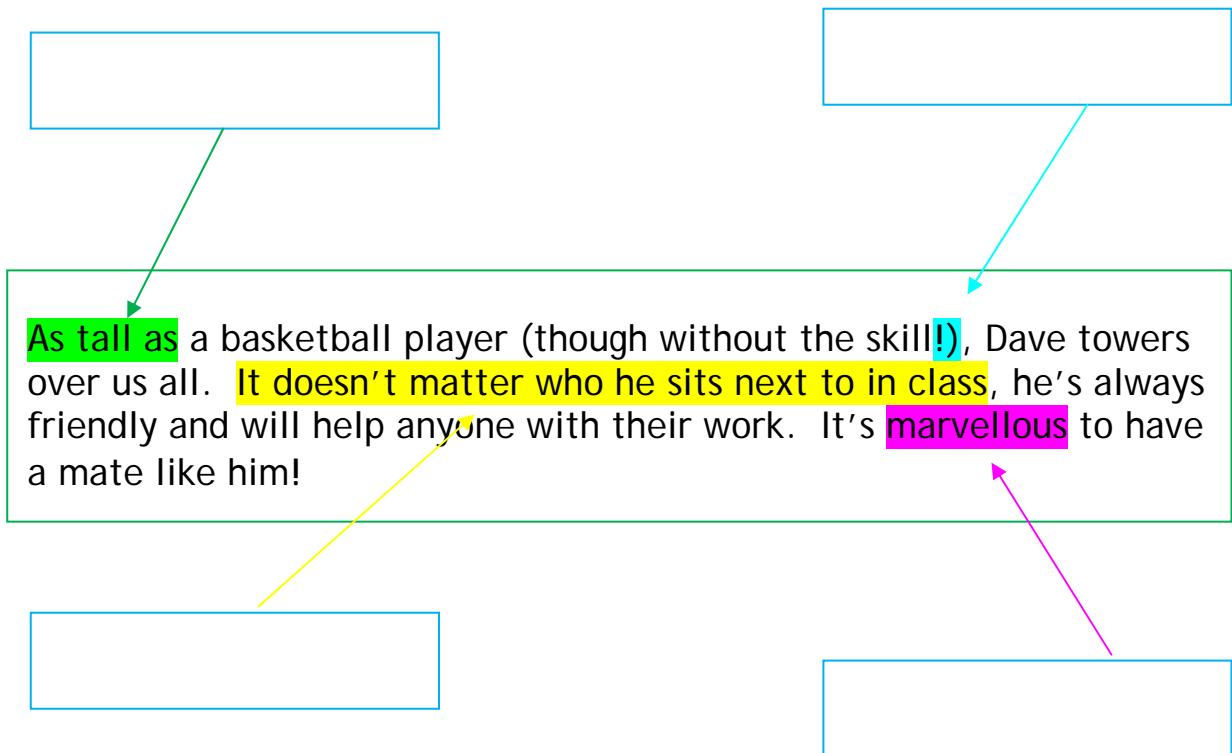 As tall as a basketball player (though without the skill!), Dave towers
over us all.  It doesn't matter who he sits next to in class, he's always
friendly and will help anyone with their work.  It's marvellous to have
a mate like him!